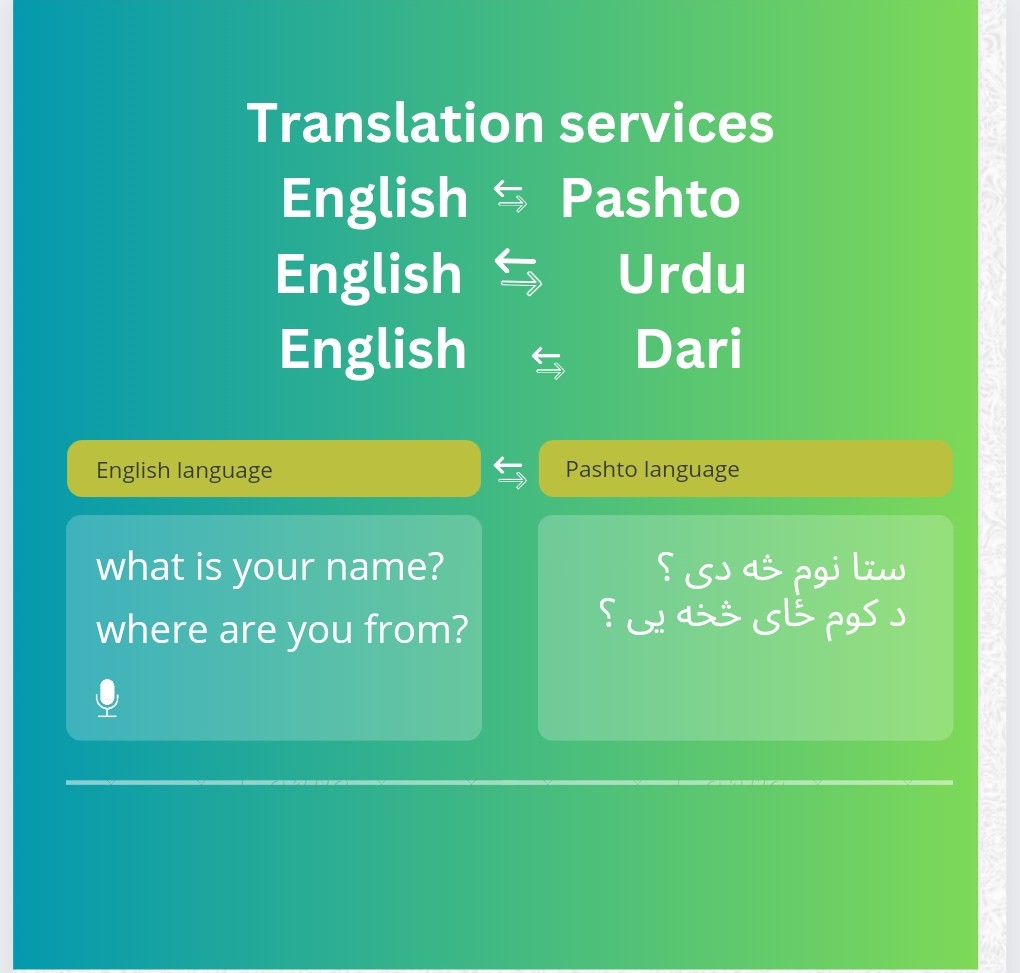 Translation services
English Pashto
English Urdu
English Dari
English language
Pashto language
what is your name?
where are you from?
ستا نوم څه دی ؟
د کوم ځای څخه یی ؟